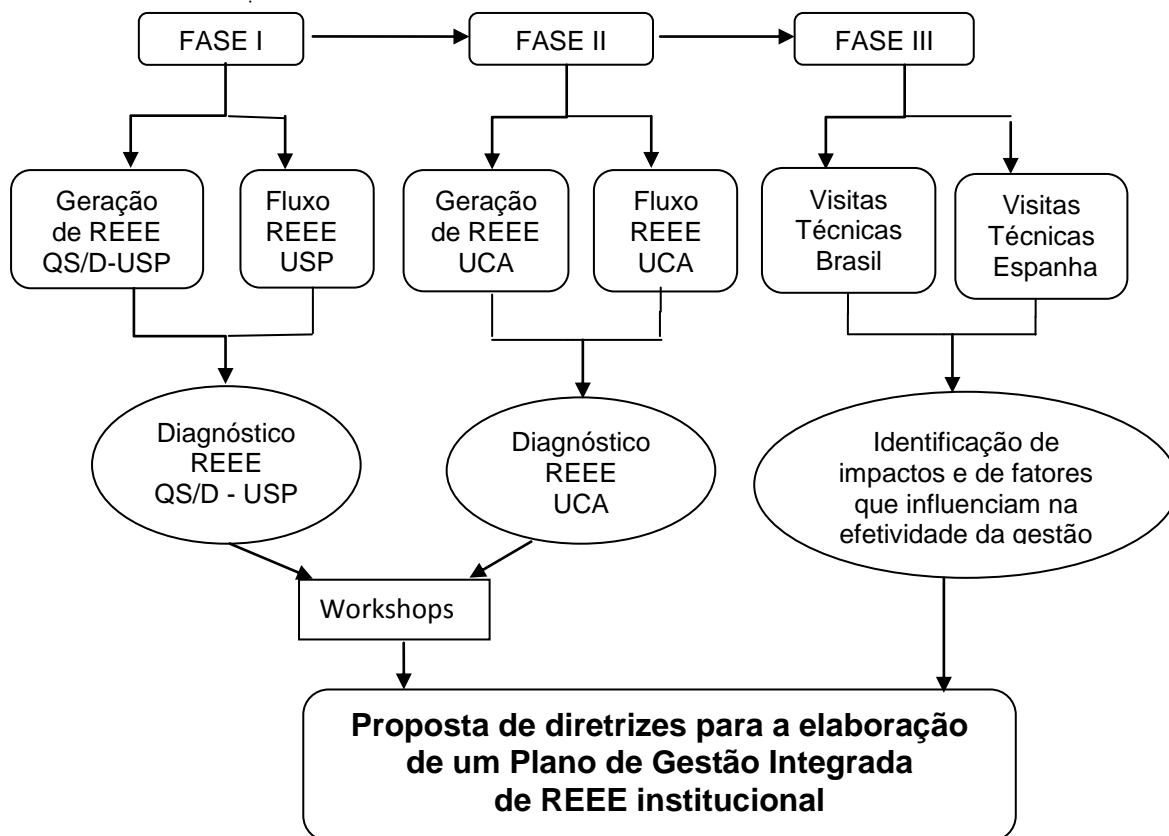 FASE I
FASE II
FASE III
Geração
de REEE
QS/D-USP
Fluxo
REEE
USP
Geração
de REEE
UCA
Fluxo
REEE
UCA
Visitas
Técnicas
Brasil
Visitas
Técnicas
Espanha
Diagnóstico
REEE
QS/D - USP
Diagnóstico
REEE
UCA
Identificação de
impactos e de fatores
que influenciam na
efetividade da gestão
Workshops
Proposta de diretrizes para a elaboração
de um Plano de Gestão Integrada
de REEE institucional